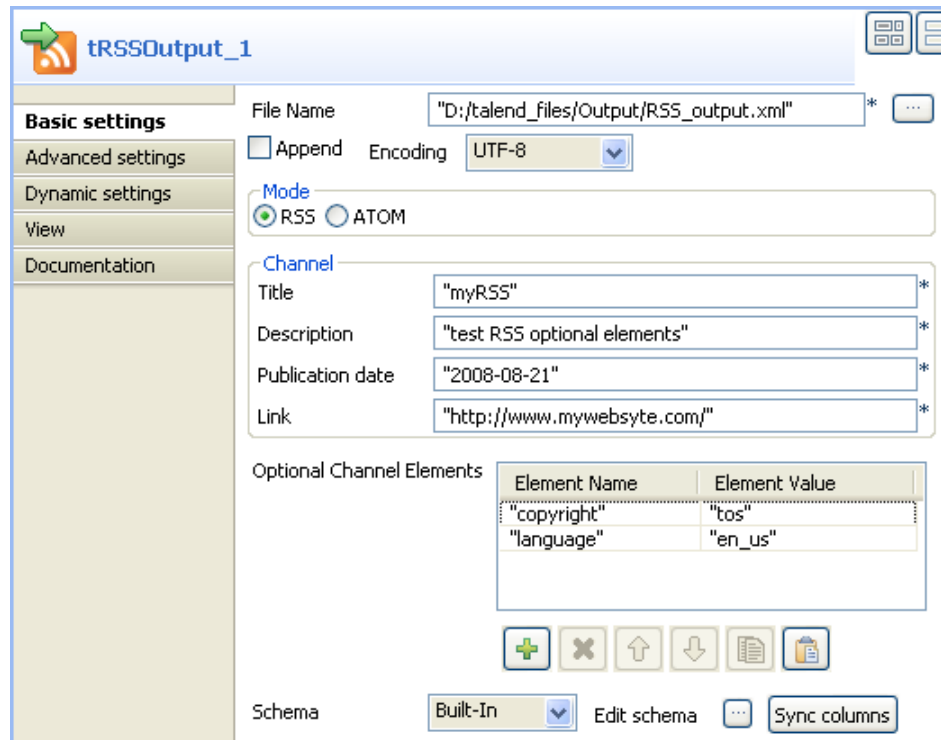 tRSSOutput_1
Basic settings
Advanced settings
Dynamic settings
View
Documentation
File Name "D:/talend_files/Output/RSS_output.xml" * ...
Append Encoding UTF-8
Mode
RSS ATOM
Channel
Title "myRSS" *
Description "test RSS optional elements" *
Publication date "2008-08-21" *
Link "http://www.mywebsyte.com/" *
Optional Channel Elements
Element Name Element Value
"copyright" "tos"
"language" "en_us"
Schema Built-In Edit schema ... Sync columns